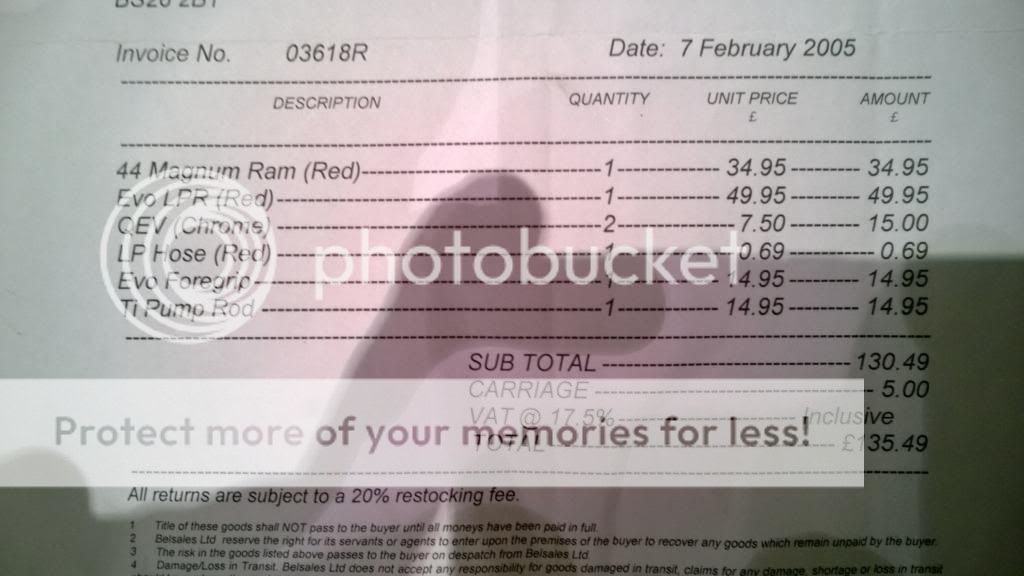 BS20 2BT
Invoice No. 03618R Date: 7 February 2005
DESCRIPTION QUANTITY UNIT PRICE AMOUNT
£ £
44 Magnum Ram (Red) 1 34.95 34.95
Evo LPR (Red) 1 49.95 49.95
QEV (Chrome) 2 7.50 15.00
LP Hose (Red) 1 0.69 0.69
Evo Foregrip 1 14.95 14.95
Ti Pump Rod 1 14.95 14.95
photobucket
SUB TOTAL 130.49
CARRIAGE 5.00
VAT @ 17.5% Inclusive
TOTAL £135.49
Protect more of your memories for less!
All returns are subject to a 20% restocking fee.
1 Title of these goods shall NOT pass to the buyer until all moneys have been paid in full.
2 Belsales Ltd reserve the right for its servants or agents to enter upon the premises of the buyer to recover any goods which remain unpaid by the buyer.
3 The risk in the goods listed above passes to the buyer on despatch from Belsales Ltd.
4 Damage/Loss in Transit. Belsales Ltd does not accept any responsibility for goods damaged in transit, claims for any damage, shortage or loss in transit